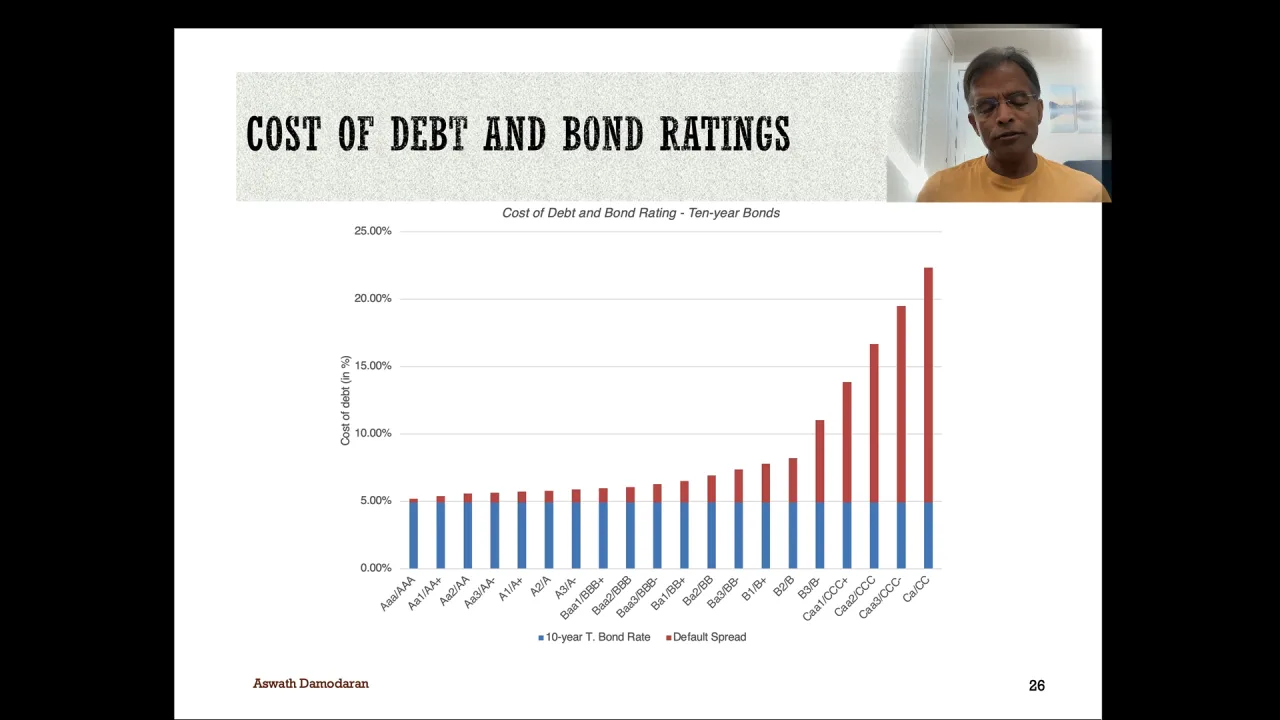 COST OF DEBT AND BOND RATINGS
Cost of Debt and Bond Rating - Ten-year Bonds
25.00%
20.00%
15.00%
10.00%
5.00%
0.00%
Cost of debt (in %)
Aaa/AAA
Aa1/AA+
Aa2/AA
Aa3/AA-
A1/A+
A2/A
A3/A-
Baa1/BBB+
Baa2/BBB
Baa3/BBB-
Ba1/BB+
Ba2/BB
Ba3/BB-
B1/B+
B2/B
B3/B-
Caa1/CCC+
Caa2/CCC
Caa3/CCC-
Ca/CC
10-year T. Bond Rate
Default Spread
Aswath Damodaran
26